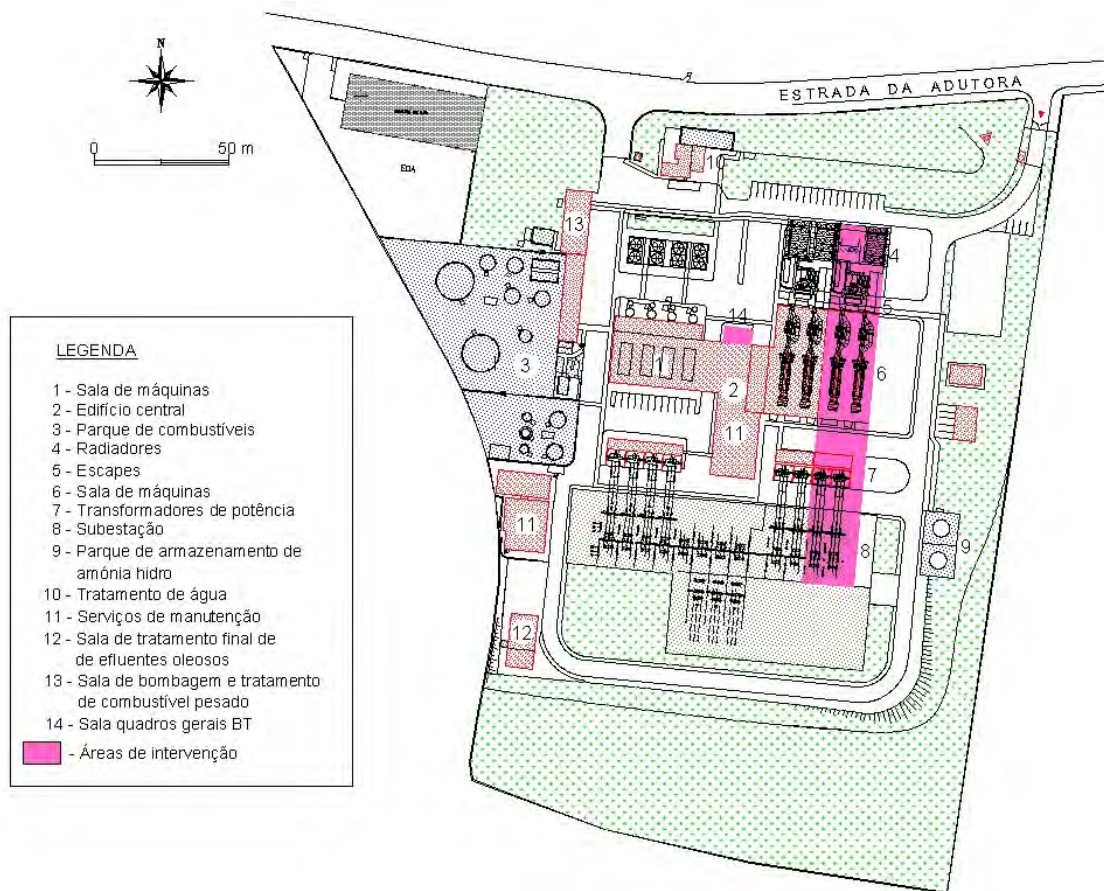 N
0 50 m
ESTRADA DA ADUTORA
EDA
10
13
4
5
14
1
2
3
6
11
7
11
8
9
12
LEGENDA
1 - Sala de máquinas
2 - Edifício central
3 - Parque de combustíveis
4 - Radiadores
5 - Escapes
6 - Sala de máquinas
7 - Transformadores de potência
8 - Subestação
9 - Parque de armazenamento de
amónia hidro
10 - Tratamento de água
11 - Serviços de manutenção
12 - Sala de tratamento final de
de efluentes oleosos
13 - Sala de bombagem e tratamento
de combustível pesado
14 - Sala quadros gerais BT
- Áreas de intervenção